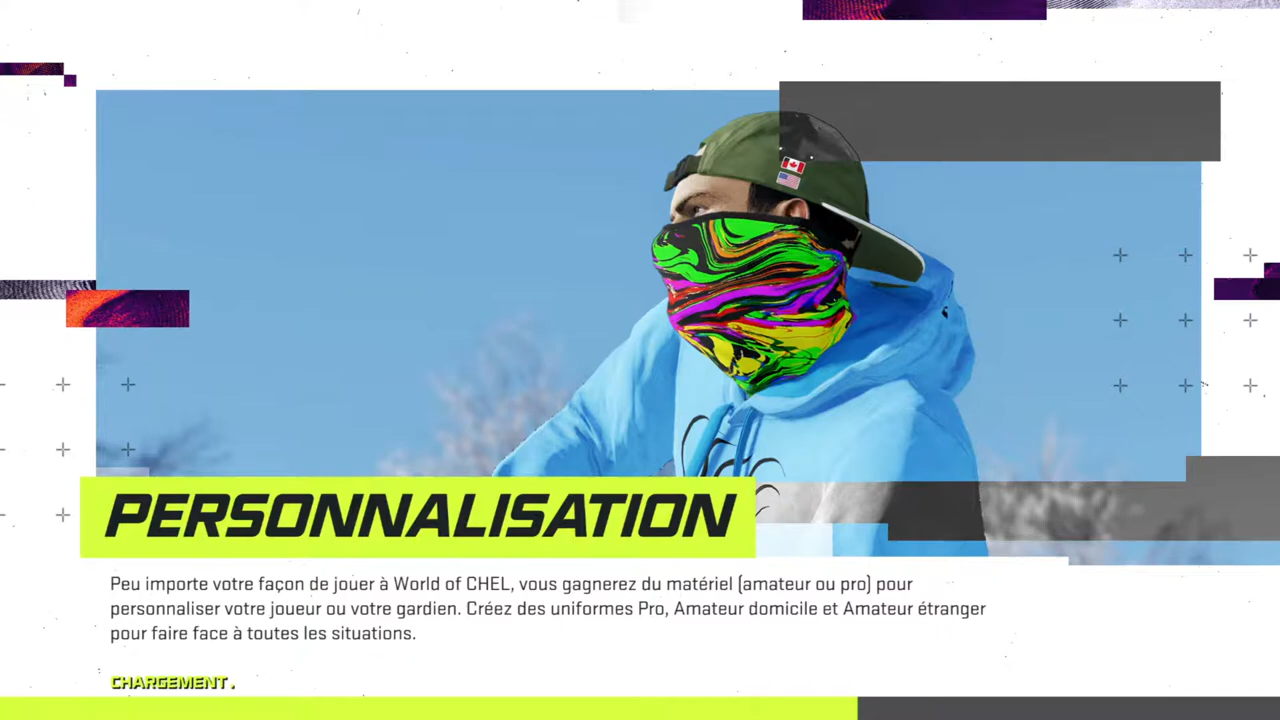 PERSONNALISATION
Peu importe votre façon de jouer à World of CHEL, vous gagnerez du matériel (amateur ou pro) pour
personnaliser votre joueur ou votre gardien. Créez des uniformes Pro, Amateur domicile et Amateur étranger
pour faire face à toutes les situations.
CHARGEMENT .